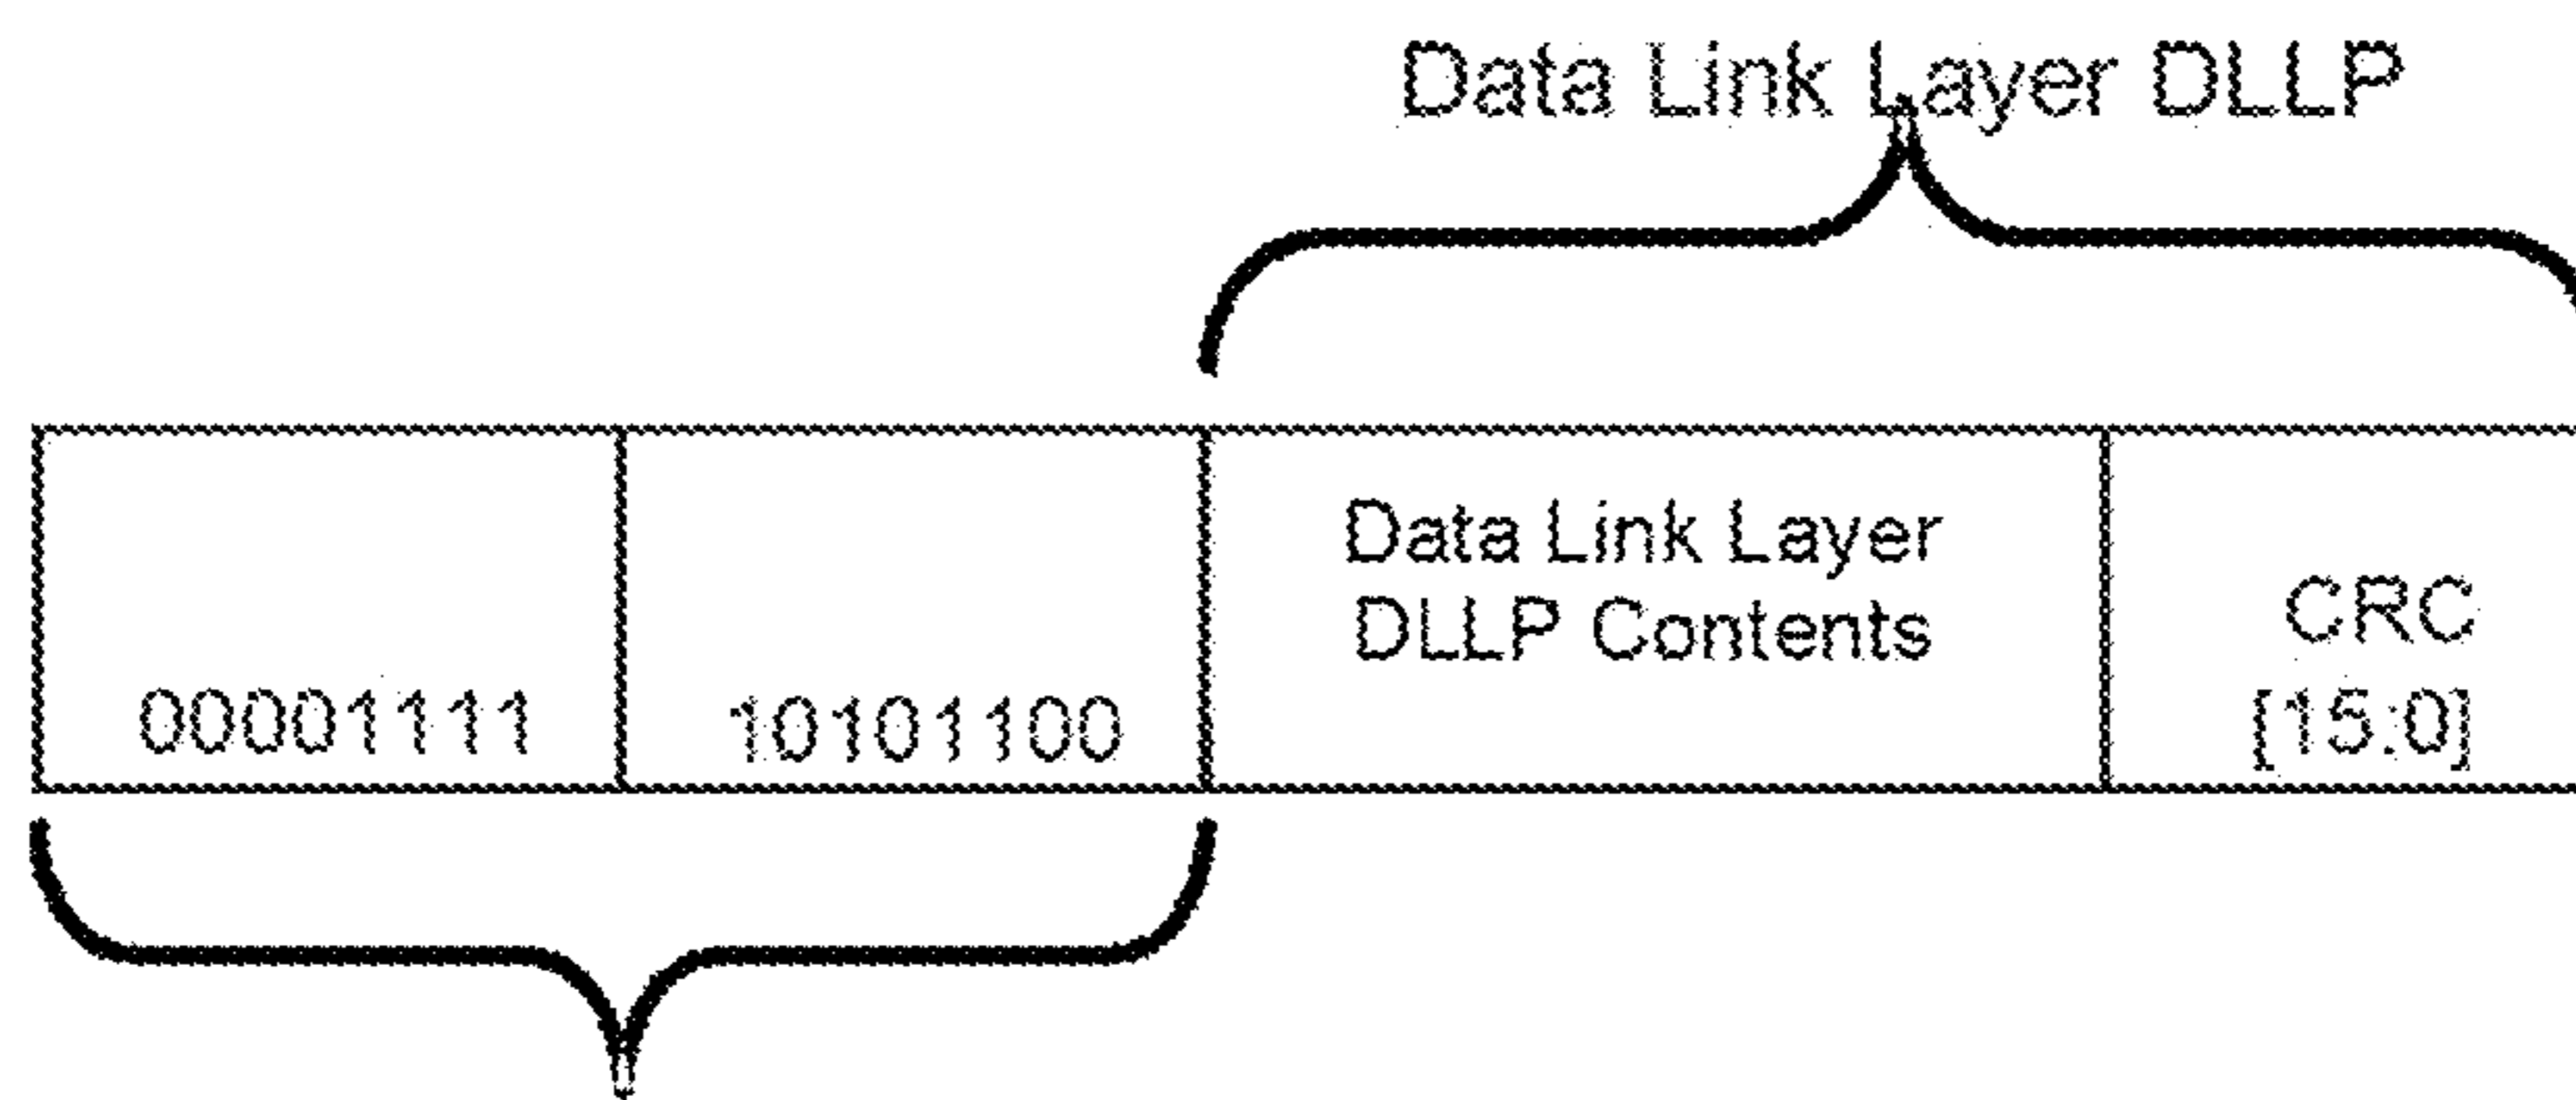 Data Link Layer DLLP
00001111
10101100
Data Link Layer
DLLP Contents
CRC
[15:0]